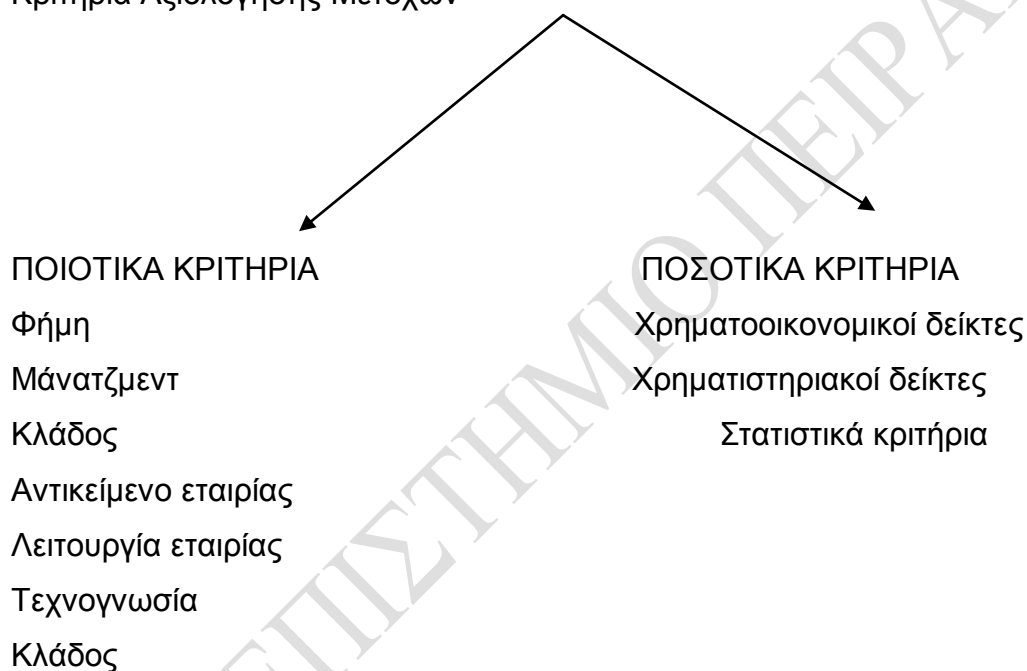 Κριτήρια Αξιολόγησης Μετοχών
ΠΟΙΟΤΙΚΑ ΚΡΙΤΗΡΙΑ
Φήμη
Μάνατζμεντ
Κλάδος
Αντικείμενο εταιρίας
Λειτουργία εταιρίας
Τεχνογνωσία
Κλάδος
ΠΟΣΟΤΙΚΑ ΚΡΙΤΗΡΙΑ
Χρηματοοικονομικοί δείκτες
Χρηματιστηριακοί δείκτες
Στατιστικά κριτήρια